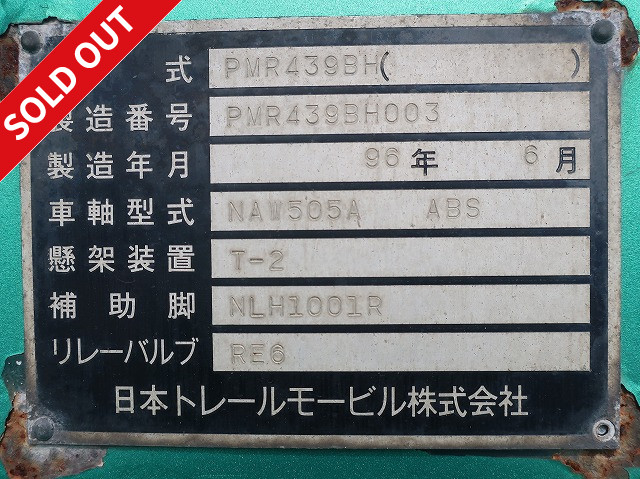 SOLD OUT
式 PMR439BH( )
製造番号 PMR439BH003
製造年月 96年 6月
車軸型式 NAW505A ABS
懸架装置 T-2
補助脚 NLH1001R
リレーバルブ RE6
日本トレールモービル株式会社